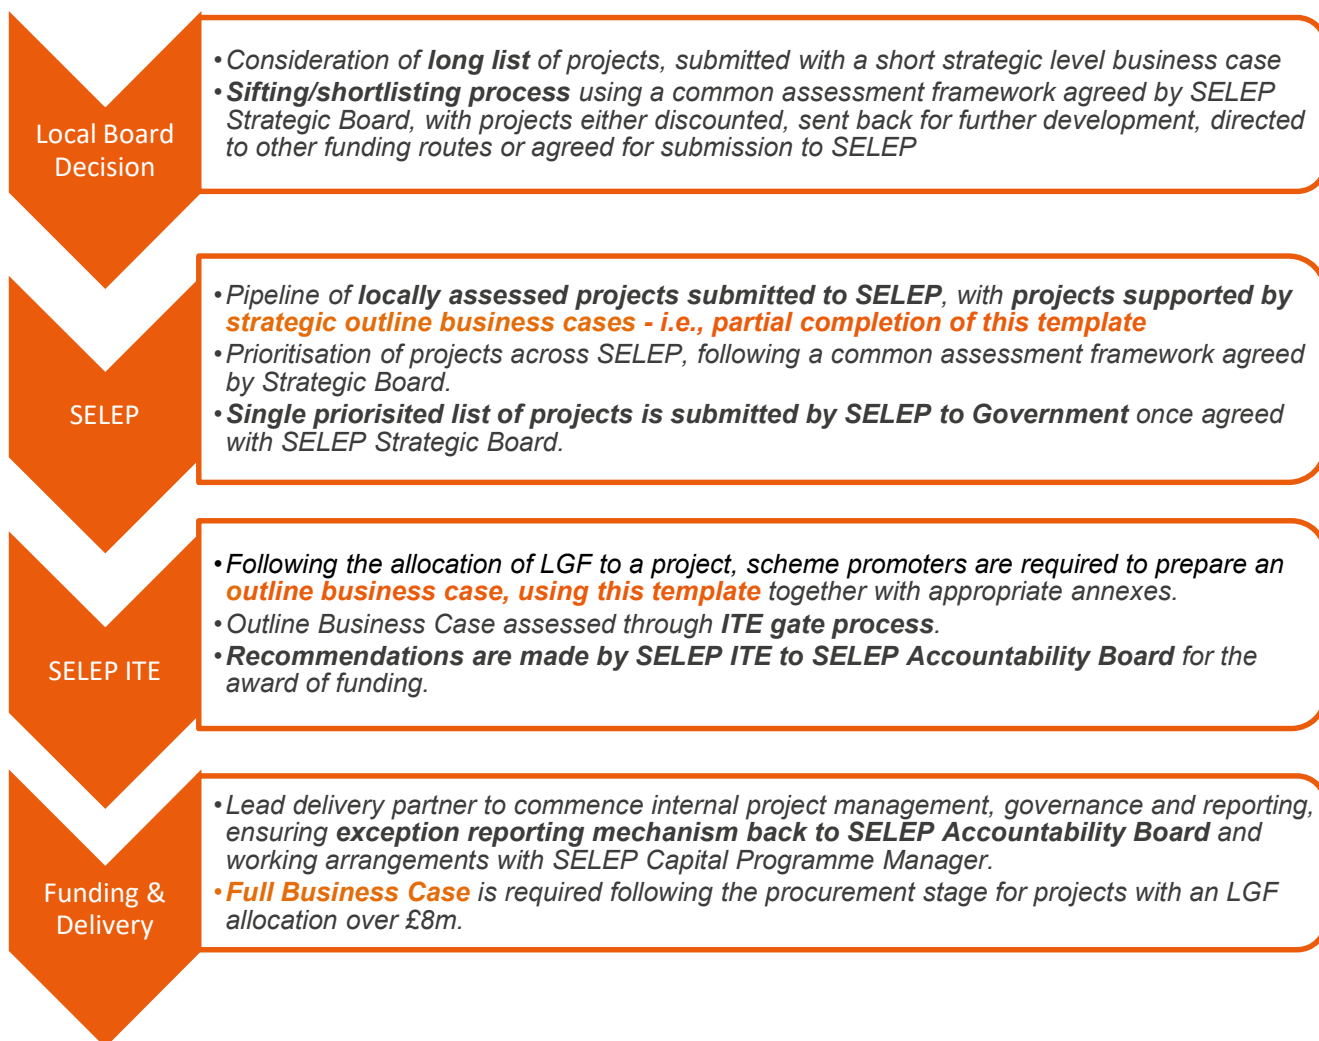 Local Board
Decision
• Consideration of long list of projects, submitted with a short strategic level business case
• Sifting/shortlisting process using a common assessment framework agreed by SELEP
Strategic Board, with projects either discounted, sent back for further development, directed
to other funding routes or agreed for submission to SELEP
SELEP
• Pipeline of locally assessed projects submitted to SELEP, with projects supported by
strategic outline business cases - i.e., partial completion of this template
• Prioritisation of projects across SELEP, following a common assessment framework agreed
by Strategic Board.
• Single priorisited list of projects is submitted by SELEP to Government once agreed
with SELEP Strategic Board.
SELEP ITE
• Following the allocation of LGF to a project, scheme promoters are required to prepare an
outline business case, using this template together with appropriate annexes.
• Outline Business Case assessed through ITE gate process.
• Recommendations are made by SELEP ITE to SELEP Accountability Board for the
award of funding.
Funding &
Delivery
• Lead delivery partner to commence internal project management, governance and reporting,
ensuring exception reporting mechanism back to SELEP Accountability Board and
working arrangements with SELEP Capital Programme Manager.
• Full Business Case is required following the procurement stage for projects with an LGF
allocation over £8m.